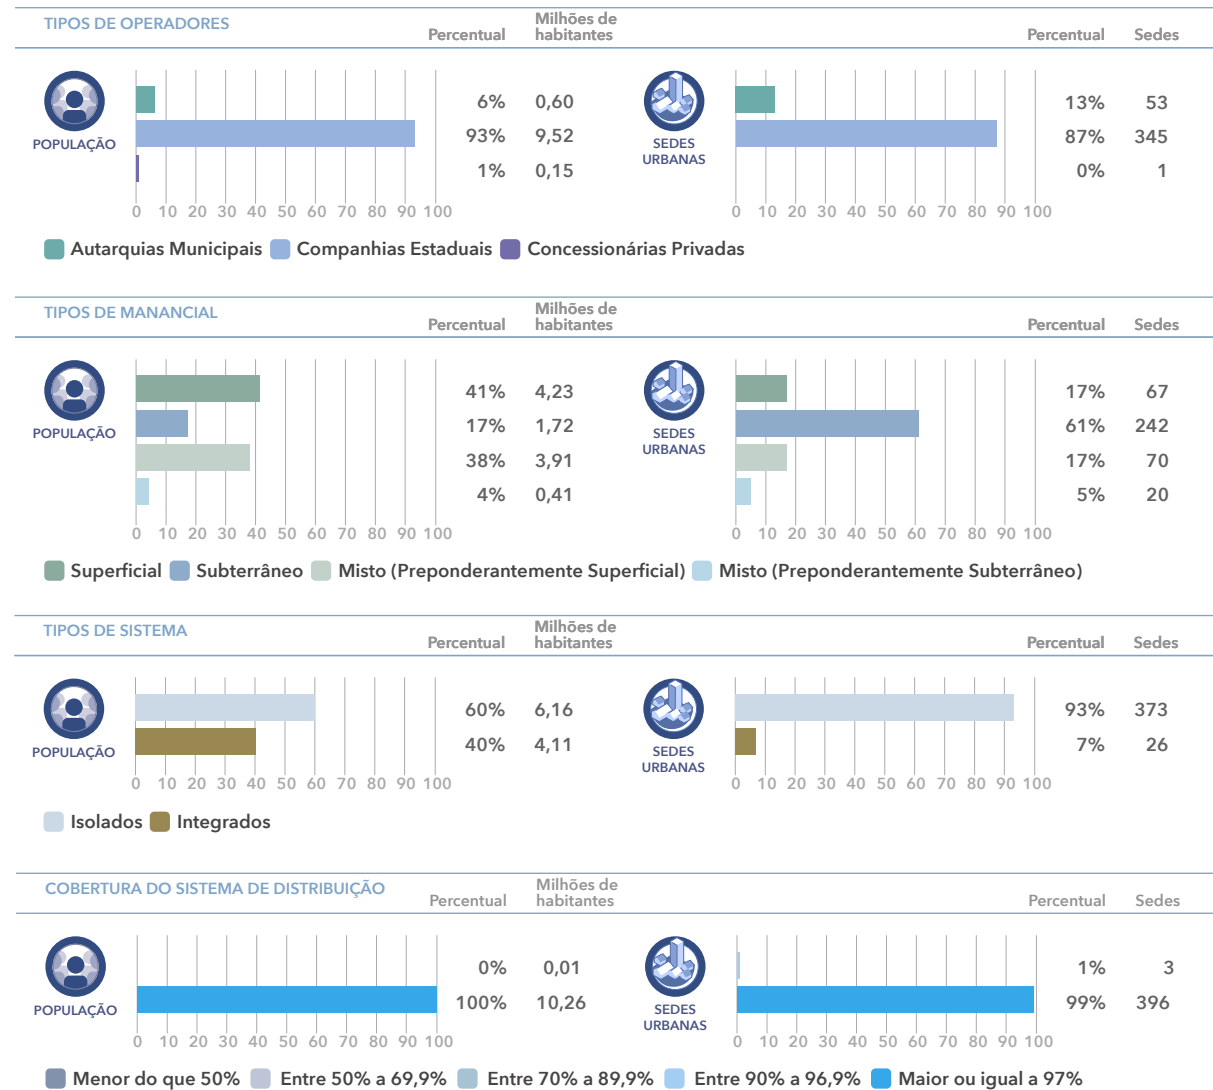 TIPOS DE OPERADORES Percentual Milhões de habitantes Percentual Sedes
POPULAÇÃO
6% 0,60
93% 9,52
1% 0,15
0 10 20 30 40 50 60 70 80 90 100
SEDES
URBANAS
13% 53
87% 345
0% 1
0 10 20 30 40 50 60 70 80 90 100
Autarquias Municipais Companhias Estaduais Concessionárias Privadas
TIPOS DE MANANCIAL Percentual Milhões de habitantes Percentual Sedes
POPULAÇÃO
41% 4,23
17% 1,72
38% 3,91
4% 0,41
0 10 20 30 40 50 60 70 80 90 100
SEDES
URBANAS
17% 67
61% 242
17% 70
5% 20
0 10 20 30 40 50 60 70 80 90 100
Superficial Subterrâneo Misto (Preponderantemente Superficial) Misto (Preponderantemente Subterrâneo)
TIPOS DE SISTEMA Percentual Milhões de habitantes Percentual Sedes
POPULAÇÃO
60% 6,16
40% 4,11
0 10 20 30 40 50 60 70 80 90 100
SEDES
URBANAS
93% 373
7% 26
0 10 20 30 40 50 60 70 80 90 100
Isolados Integrados
COBERTURA DO SISTEMA DE DISTRIBUIÇÃO Percentual Milhões de habitantes Percentual Sedes
POPULAÇÃO
0% 0,01
100% 10,26
0 10 20 30 40 50 60 70 80 90 100
SEDES
URBANAS
1% 3
99% 396
0 10 20 30 40 50 60 70 80 90 100
Menor do que 50% Entre 50% a 69,9% Entre 70% a 89,9% Entre 90% a 96,9% Maior ou igual a 97%